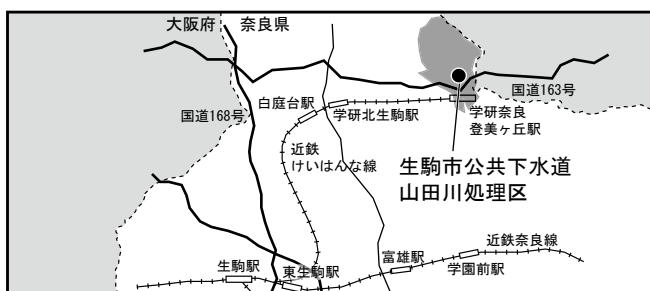 大阪府
奈良県
国道163号
白庭台駅
学研北生駒駅
学研奈良
登美ヶ丘駅
国道168号
近鉄
けいはんな線
生駒市公共下水道
山田川処理区
近鉄奈良線
富雄駅
生駒駅
東生駒駅
学園前駅